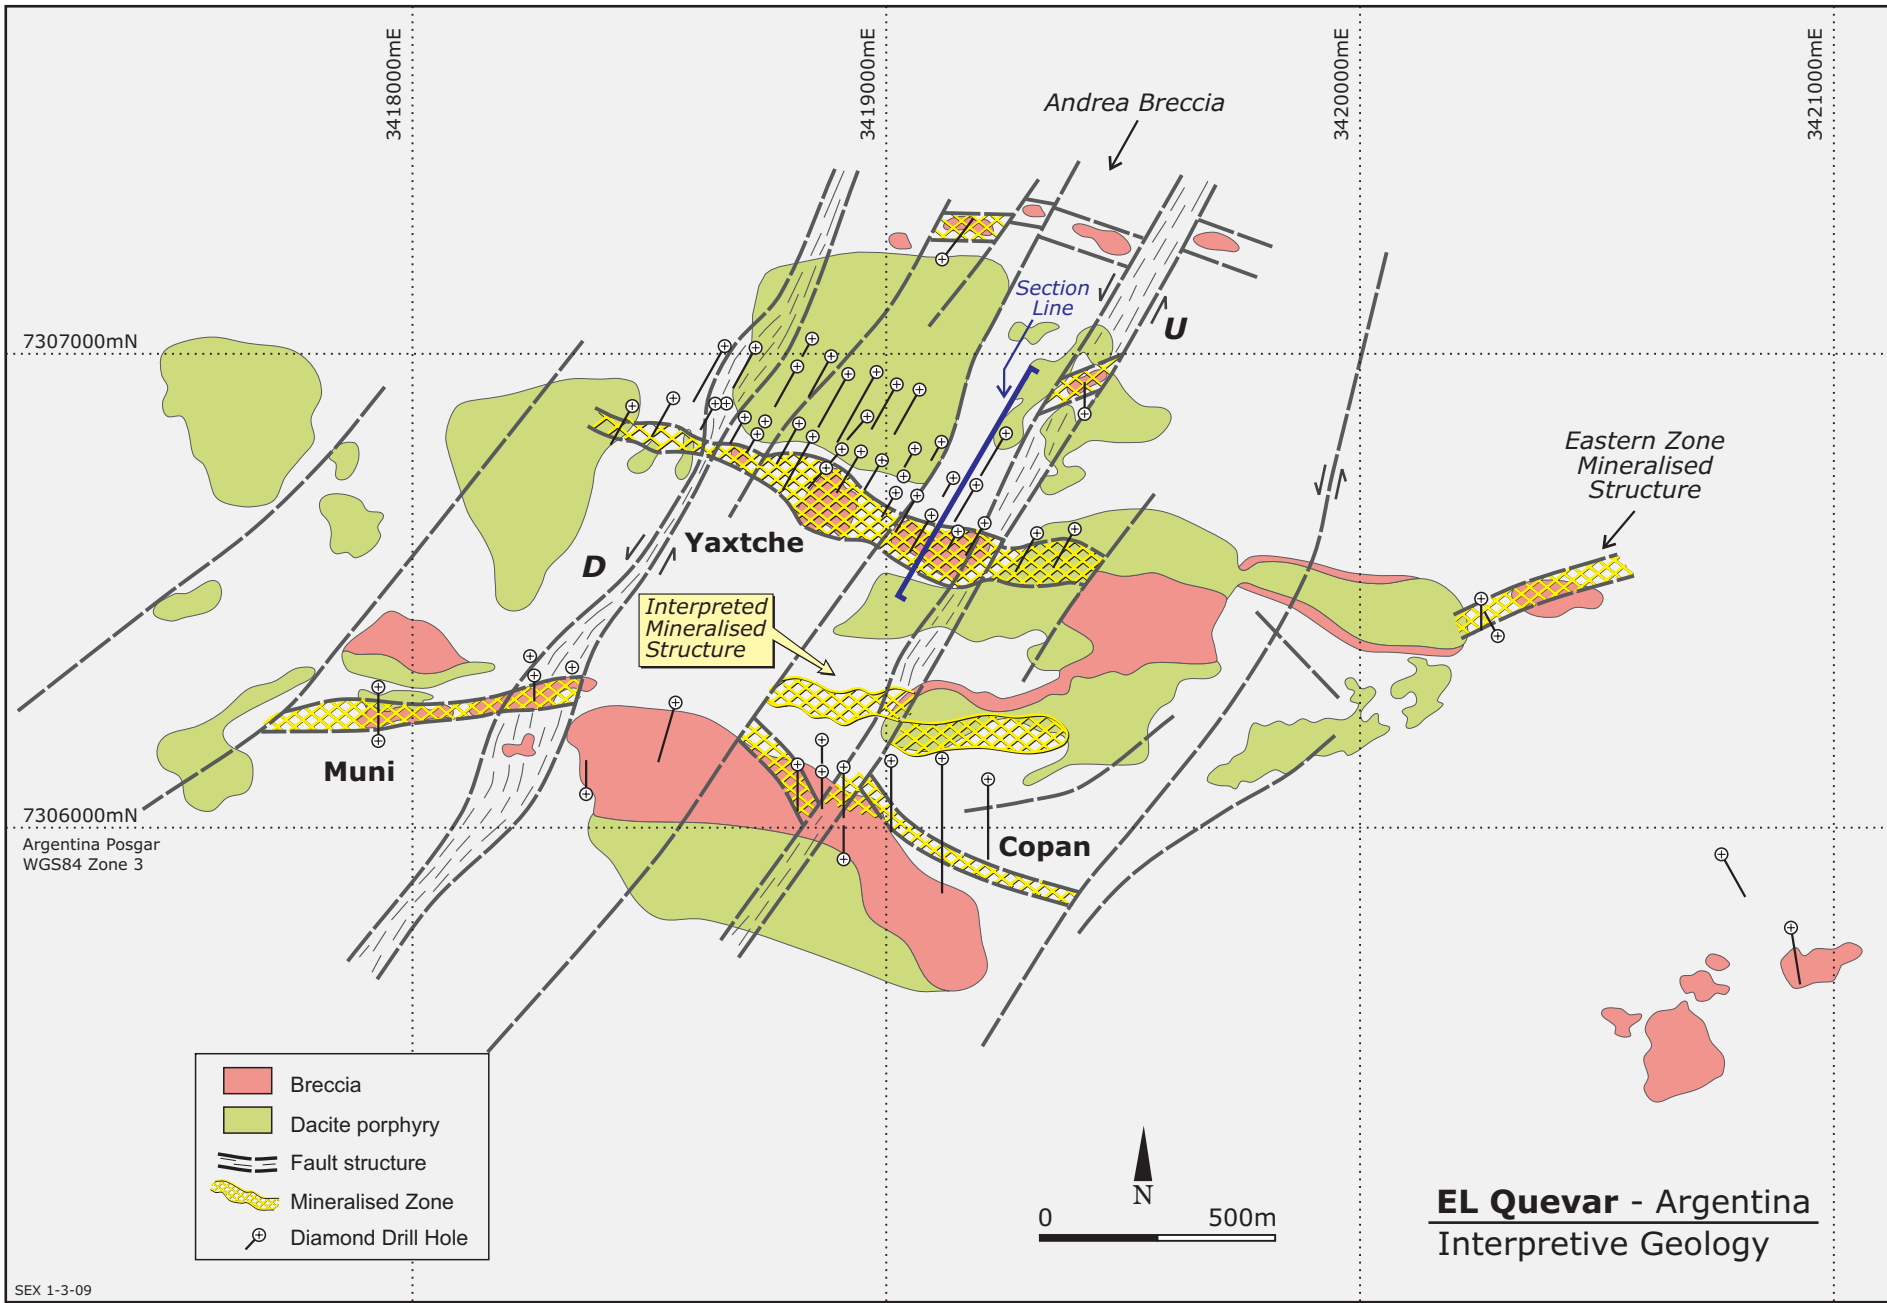 3418000mE
3419000mE
3420000mE
3421000mE
Andrea Breccia
Section
Line
U
7307000mN
Eastern Zone
Mineralised
Structure
Yaxtche
D
Interpreted
Mineralised
Structure
Muni
7306000mN
Argentina Posgar
WGS84 Zone 3
Copan
Breccia
Dacite porphyry
Fault structure
Mineralised Zone
Diamond Drill Hole
N
0 500m
EL Quevar - Argentina
Interpretive Geology
SEX 1-3-09